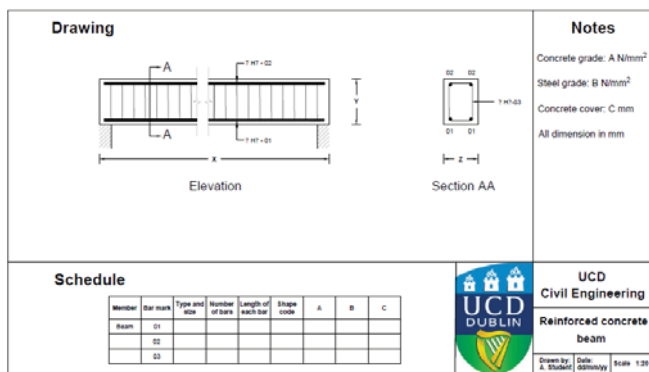 Drawing
Notes
Concrete grade: A N/mm²
Steel grade: B N/mm²
Concrete cover: C mm
All dimension in mm
A
? H? - 02
A
? H? - 01
Y
X
Elevation
02 02
? H?-03
01 01
Z
Section AA
Schedule
Member Bar mark Type and size Number of bars Length of each bar Shape code A B C
Beam 01
02
03
UCD
DUBLIN
UCD
Civil Engineering
Reinforced concrete
beam
Drawn by: A. Student
Date: dd/mm/yy
Scale 1:20